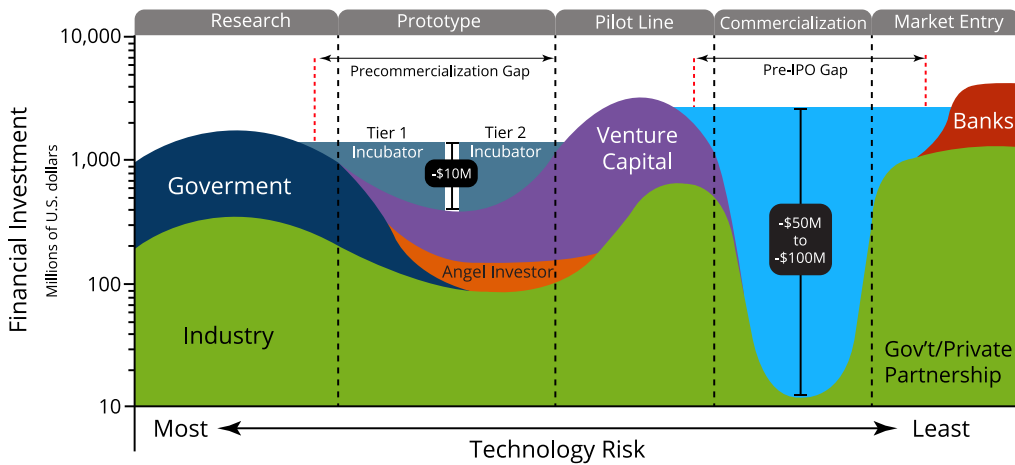 Research
Prototype
Pilot Line
Commercialization
Market Entry
10,000
Precommercialization Gap
Pre-IPO Gap
Financial Investment
Millions of U.S. dollars
1,000
100
10
Tier 1
Incubator
Tier 2
Incubator
-$10M
Goverment
Venture
Capital
Banks
-$50M
to
-$100M
Angel Investor
Industry
Gov't/Private
Partnership
Most
Least
Technology Risk